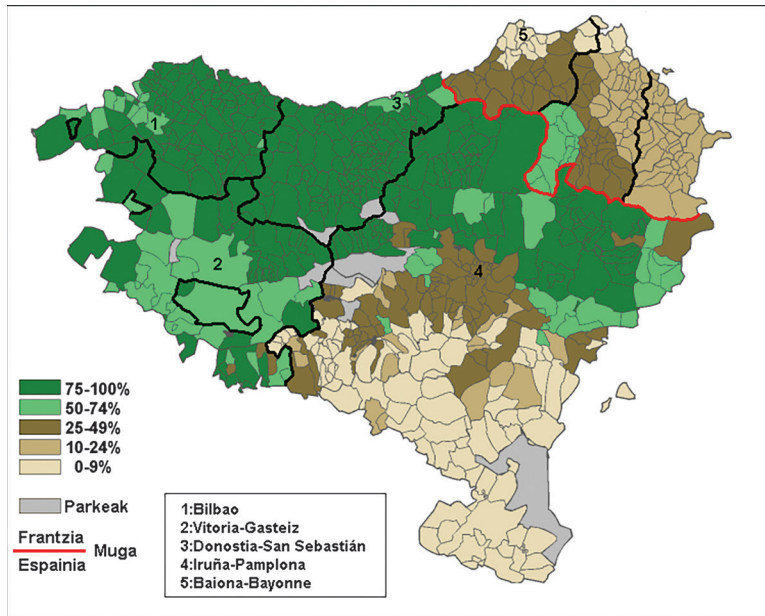 5
3
1
2
4
75-100%
50-74%
25-49%
10-24%
0-9%
Parkeak
Frantzia
Muga
Espainia
1:Bilbao
2:Vitoria-Gasteiz
3:Donostia-San Sebastián
4:Iruña-Pamplona
5:Baiona-Bayonne